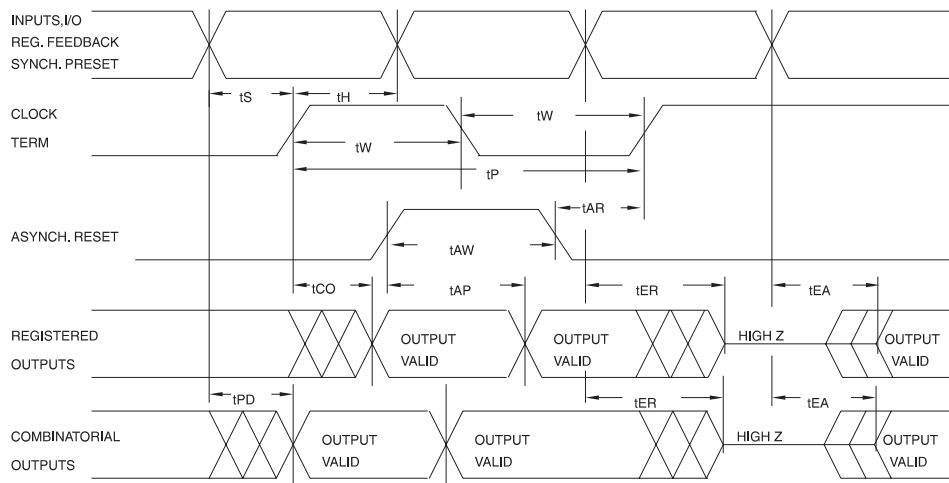 INPUTS,I/O
REG. FEEDBACK
SYNCH. PRESET
tS
tH
CLOCK
TERM
tW
tW
tP
ASYNCH. RESET
tAR
tAW
tCO
tAP
tER
tEA
REGISTERED
OUTPUTS
OUTPUT
VALID
OUTPUT
VALID
HIGH Z
OUTPUT
VALID
tPD
tER
tEA
COMBINATORIAL
OUTPUTS
OUTPUT
VALID
OUTPUT
VALID
HIGH Z
OUTPUT
VALID